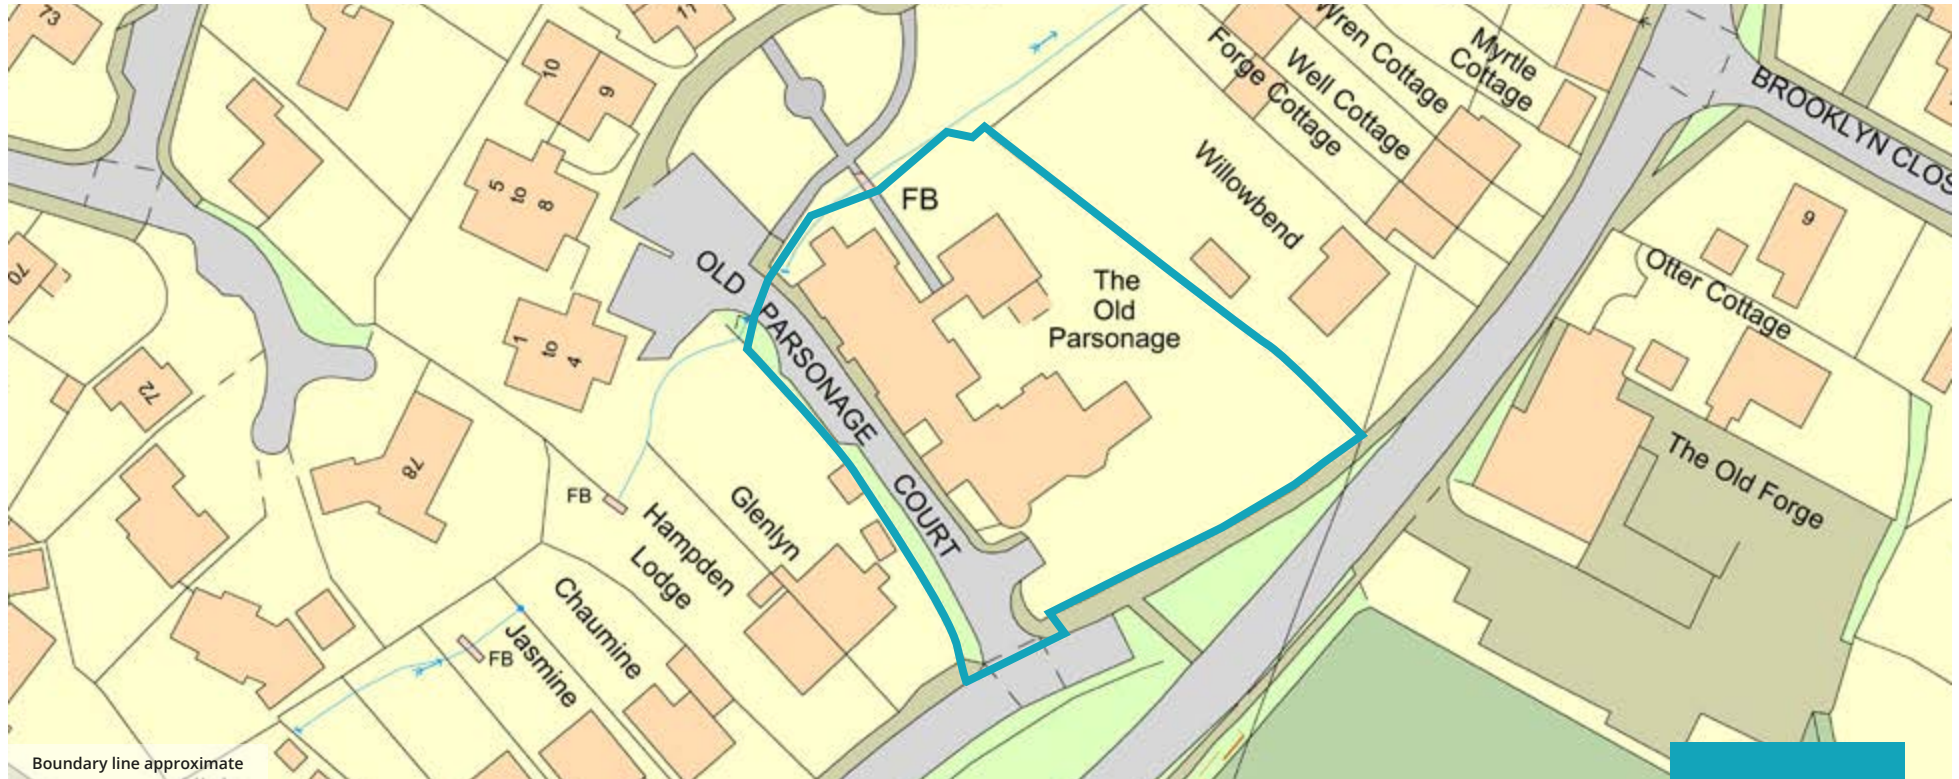 73
10
9
5
to
8
1
to
4
70
72
78
FB
FB
FB
OLD PARSONAGE COURT
The
Old
Parsonage
Willowbend
Forge Cottage
Well Cottage
Wren Cottage
Myrtle
Cottage
BROOKLYN CLOS
9
Otter Cottage
The Old Forge
Glenlyn
Hampden
Lodge
Chaumine
Jasmine
Boundary line approximate